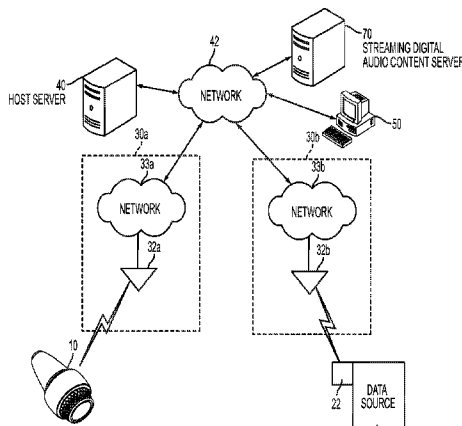 42
70
STREAMING DIGITAL
AUDIO CONTENT SERVER
40
HOST SERVER
NETWORK
50
30a
30b
33a
33b
NETWORK
NETWORK
32a
32b
10
22
DATA
SOURCE